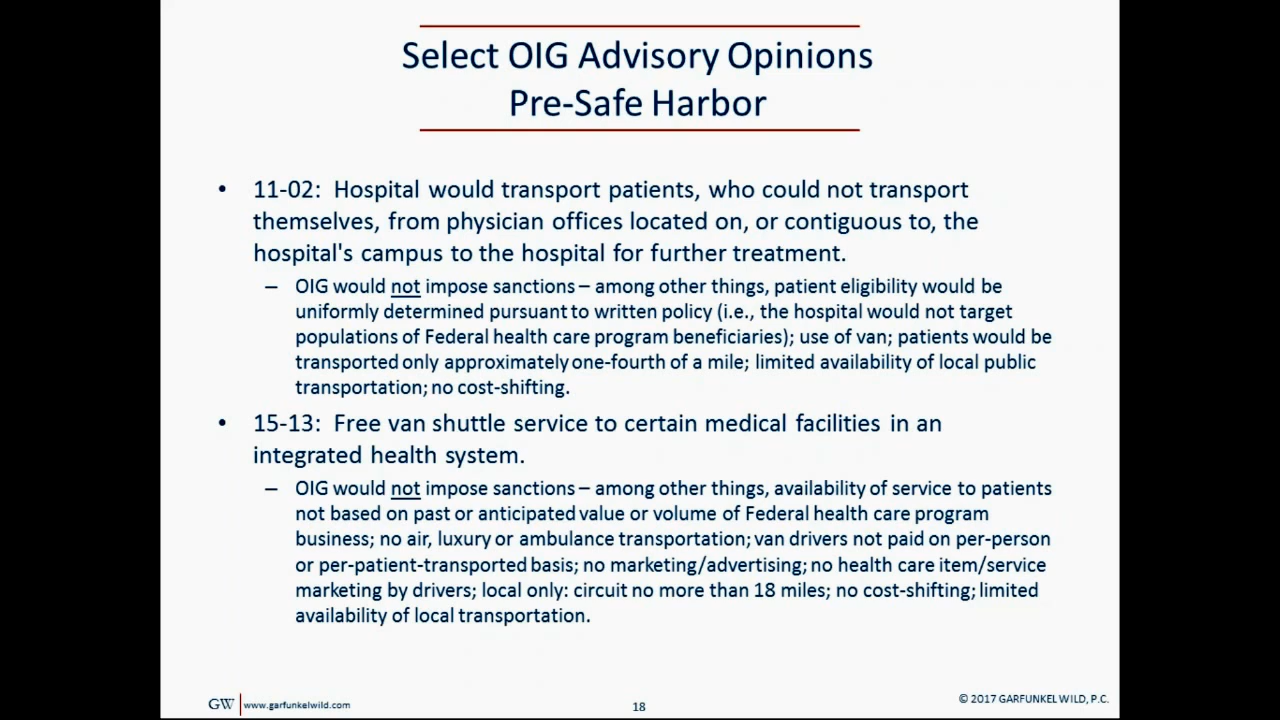 Select OIG Advisory Opinions
Pre-Safe Harbor
• 11-02: Hospital would transport patients, who could not transport
themselves, from physician offices located on, or contiguous to, the
hospital's campus to the hospital for further treatment.
– OIG would not impose sanctions – among other things, patient eligibility would be
uniformly determined pursuant to written policy (i.e., the hospital would not target
populations of Federal health care program beneficiaries); use of van; patients would be
transported only approximately one-fourth of a mile; limited availability of local public
transportation; no cost-shifting.
• 15-13: Free van shuttle service to certain medical facilities in an
integrated health system.
– OIG would not impose sanctions – among other things, availability of service to patients
not based on past or anticipated value or volume of Federal health care program
business; no air, luxury or ambulance transportation; van drivers not paid on per-person
or per-patient-transported basis; no marketing/advertising; no health care item/service
marketing by drivers; local only: circuit no more than 18 miles; no cost-shifting; limited
availability of local transportation.
GW www.garfunkelwild.com
18
© 2017 GARFUNKEL WILD, P.C.